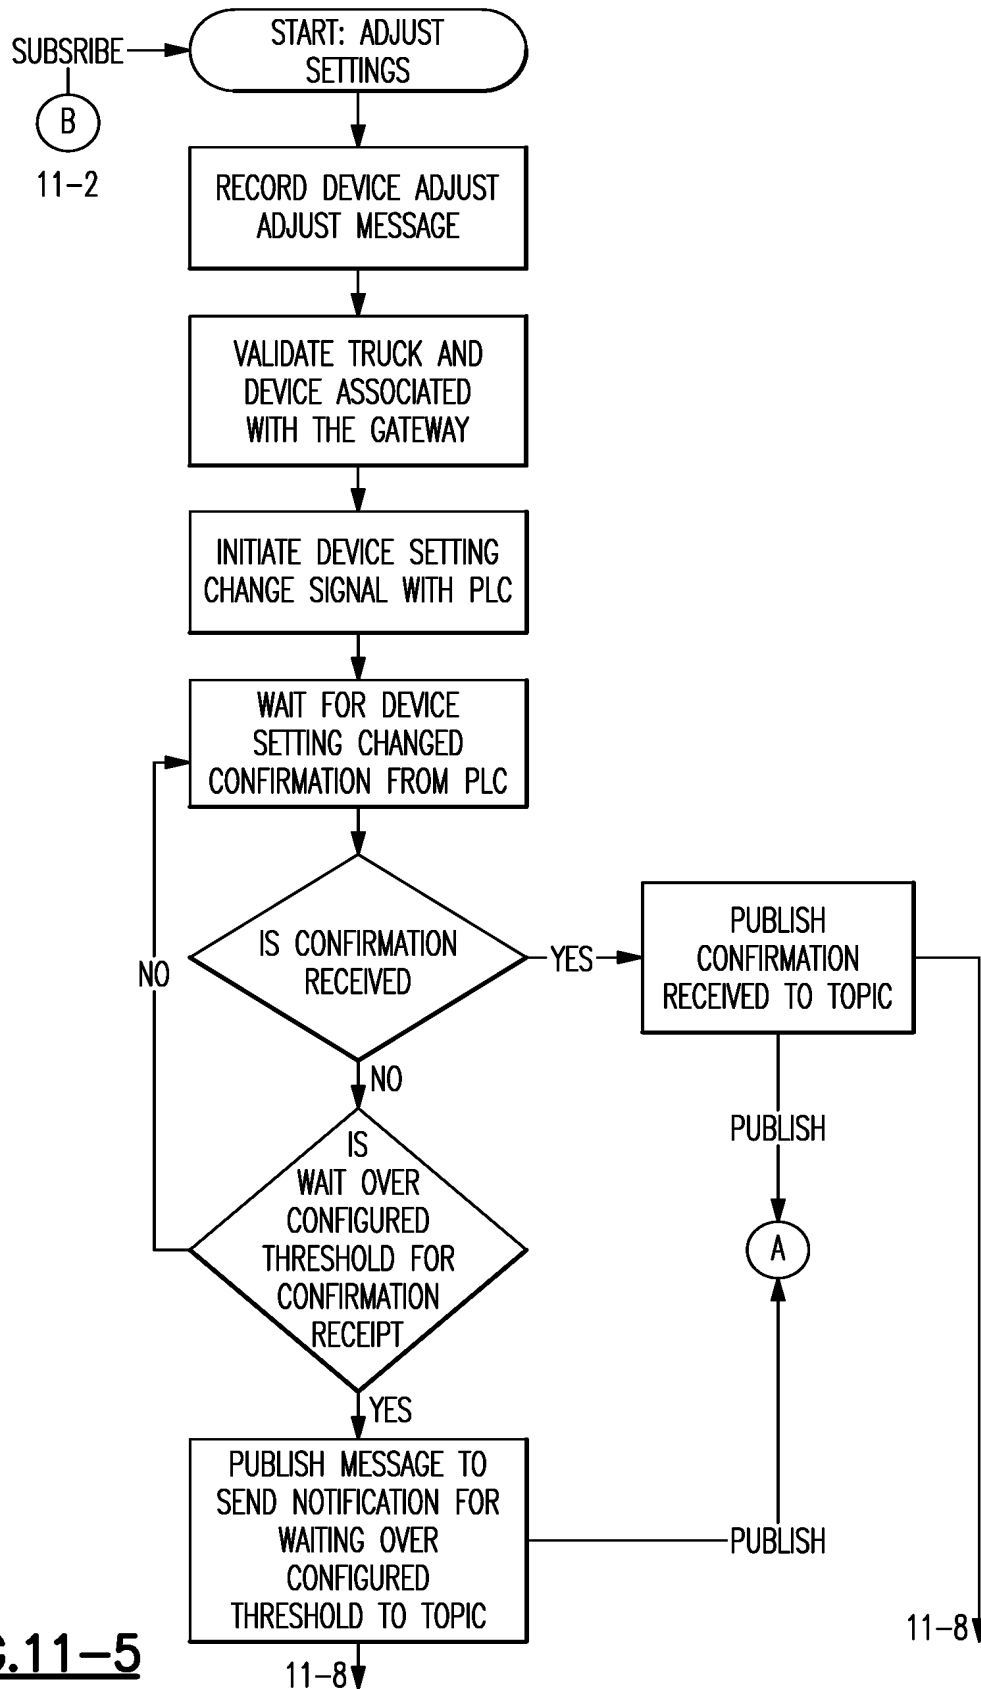 START: ADJUST
SETTINGS
SUBSRIBE
B
11-2
RECORD DEVICE ADJUST
ADJUST MESSAGE
VALIDATE TRUCK AND
DEVICE ASSOCIATED
WITH THE GATEWAY
INITIATE DEVICE SETTING
CHANGE SIGNAL WITH PLC
WAIT FOR DEVICE
SETTING CHANGED
CONFIRMATION FROM PLC
IS CONFIRMATION
RECEIVED
YES
PUBLISH
CONFIRMATION
RECEIVED TO TOPIC
NO
NO
PUBLISH
IS
WAIT OVER
CONFIGURED
THRESHOLD FOR
CONFIRMATION
RECEIPT
A
YES
PUBLISH MESSAGE TO
SEND NOTIFICATION FOR
WAITING OVER
CONFIGURED
THRESHOLD TO TOPIC
PUBLISH
11-8
G.11-5
11-8